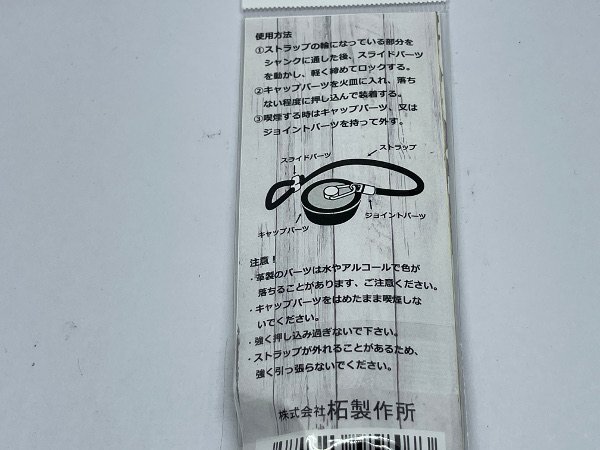 使用方法
①ストラップの輪になっている部分を
シャンクに通した後、スライドパーツ
を動かし、軽く締めてロックする。
②キャップパーツを火皿に入れ、落ち
ない程度に押し込んで装着する。
③喫煙する時はキャップパーツ、又は
ジョイントパーツを持って外す。
スライドパーツ
ストラップ
キャップパーツ
ジョイントパーツ
注意！
・革製のパーツは水やアルコールで色が
落ちることがあります、ご注意ください。
・キャップパーツをはめたまま喫煙しな
いでください。
・強く押し込み過ぎないで下さい。
・ストラップが外れることがあるため、
強く引っ張らないでください。
株式会社 柘製作所